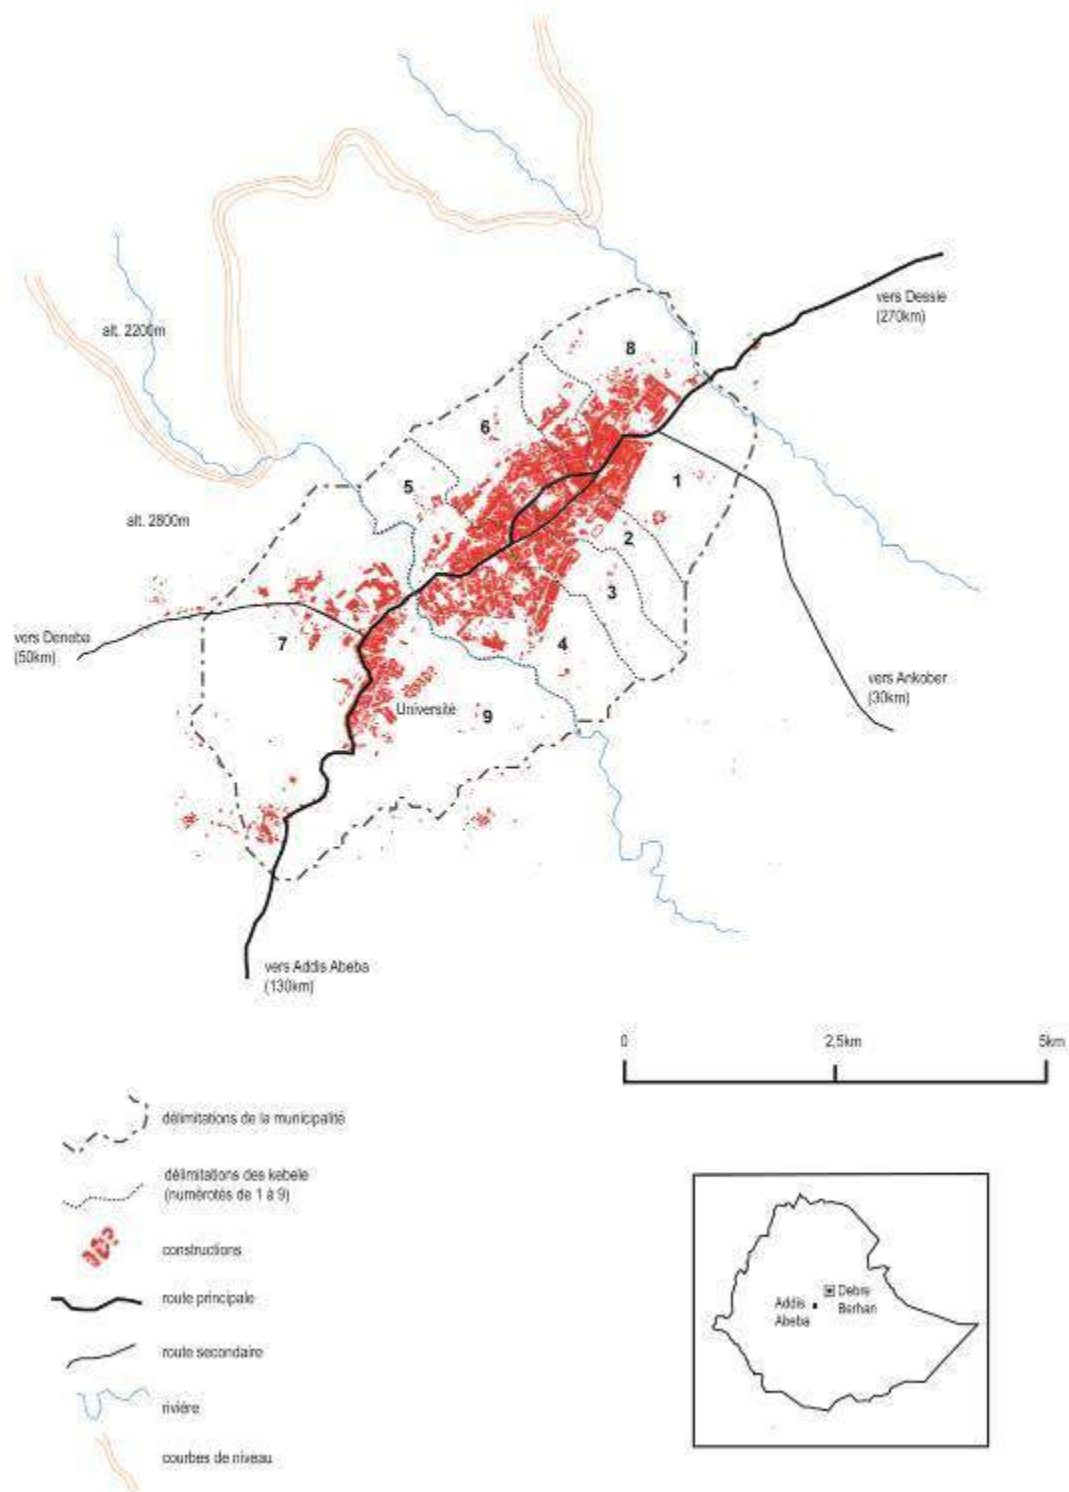 vers Dessie
(270km)
alt. 2200m
8
6
5
1
alt. 2800m
2
3
vers Deneba
(50km)
7
4
vers Ankober
(30km)
Université
9
vers Addis Abeba
(130km)
0
2,5km
5km
délimitations de la municipalité
délimitations des kebele
(numérotés de 1 à 9)
constructions
route principale
route secondaire
rivière
courbes de niveau
Debre
Berhan
Addis
Abeba